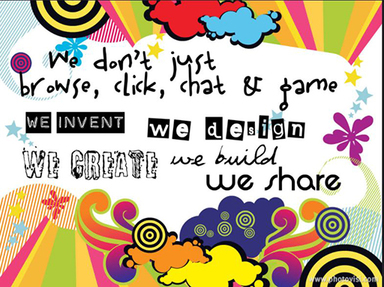 We don't just
browse, click, chat & game
WE INVENT we design
WE CREATE we build
we share